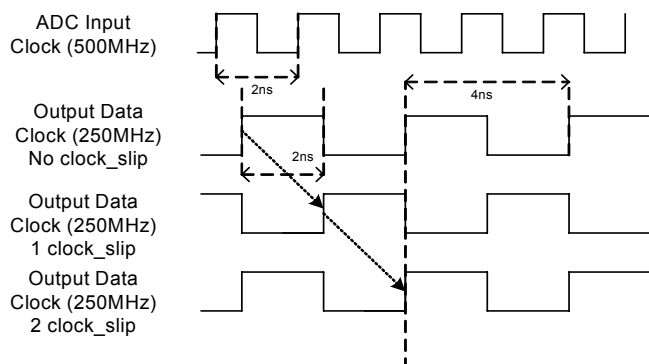 ADC Input
Clock (500MHz)
2ns
4ns
Output Data
Clock (250MHz)
No clock_slip
2ns
Output Data
Clock (250MHz)
1 clock_slip
Output Data
Clock (250MHz)
2 clock_slip